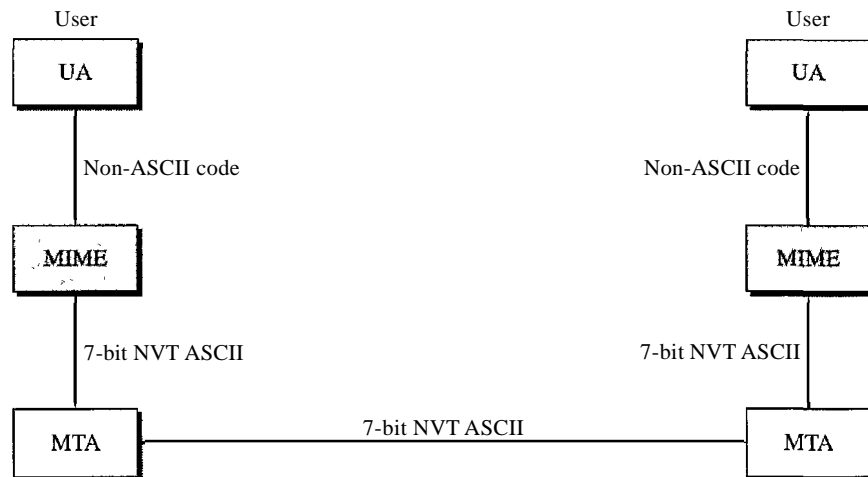 User
User
UA
UA
Non-ASCII code
Non-ASCII code
MIME
MIME
7-bit NVT ASCII
7-bit NVT ASCII
7-bit NVT ASCII
MTA
MTA